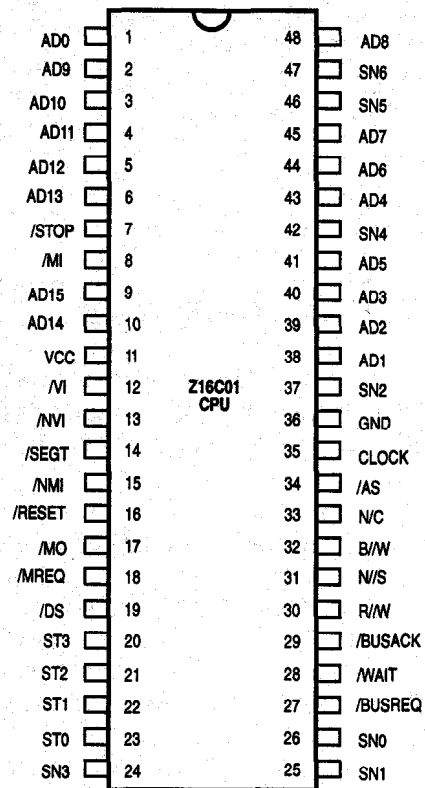 AD0 1 48 AD8
AD9 2 47 SN6
AD10 3 46 SN5
AD11 4 45 AD7
AD12 5 44 AD6
AD13 6 43 AD4
/STOP 7 42 SN4
/MI 8 41 AD5
AD15 9 40 AD3
AD14 10 39 AD2
VCC 11 38 AD1
/VI 12 Z16C01 37 SN2
CPU
/NVI 13 36 GND
/SEGT 14 35 CLOCK
/NMI 15 34 /AS
/RESET 16 33 N/C
/MO 17 32 B//W
/MREQ 18 31 N//S
/DS 19 30 R//W
ST3 20 29 /BUSACK
ST2 21 28 /WAIT
ST1 22 27 /BUSREQ
ST0 23 26 SN0
SN3 24 25 SN1